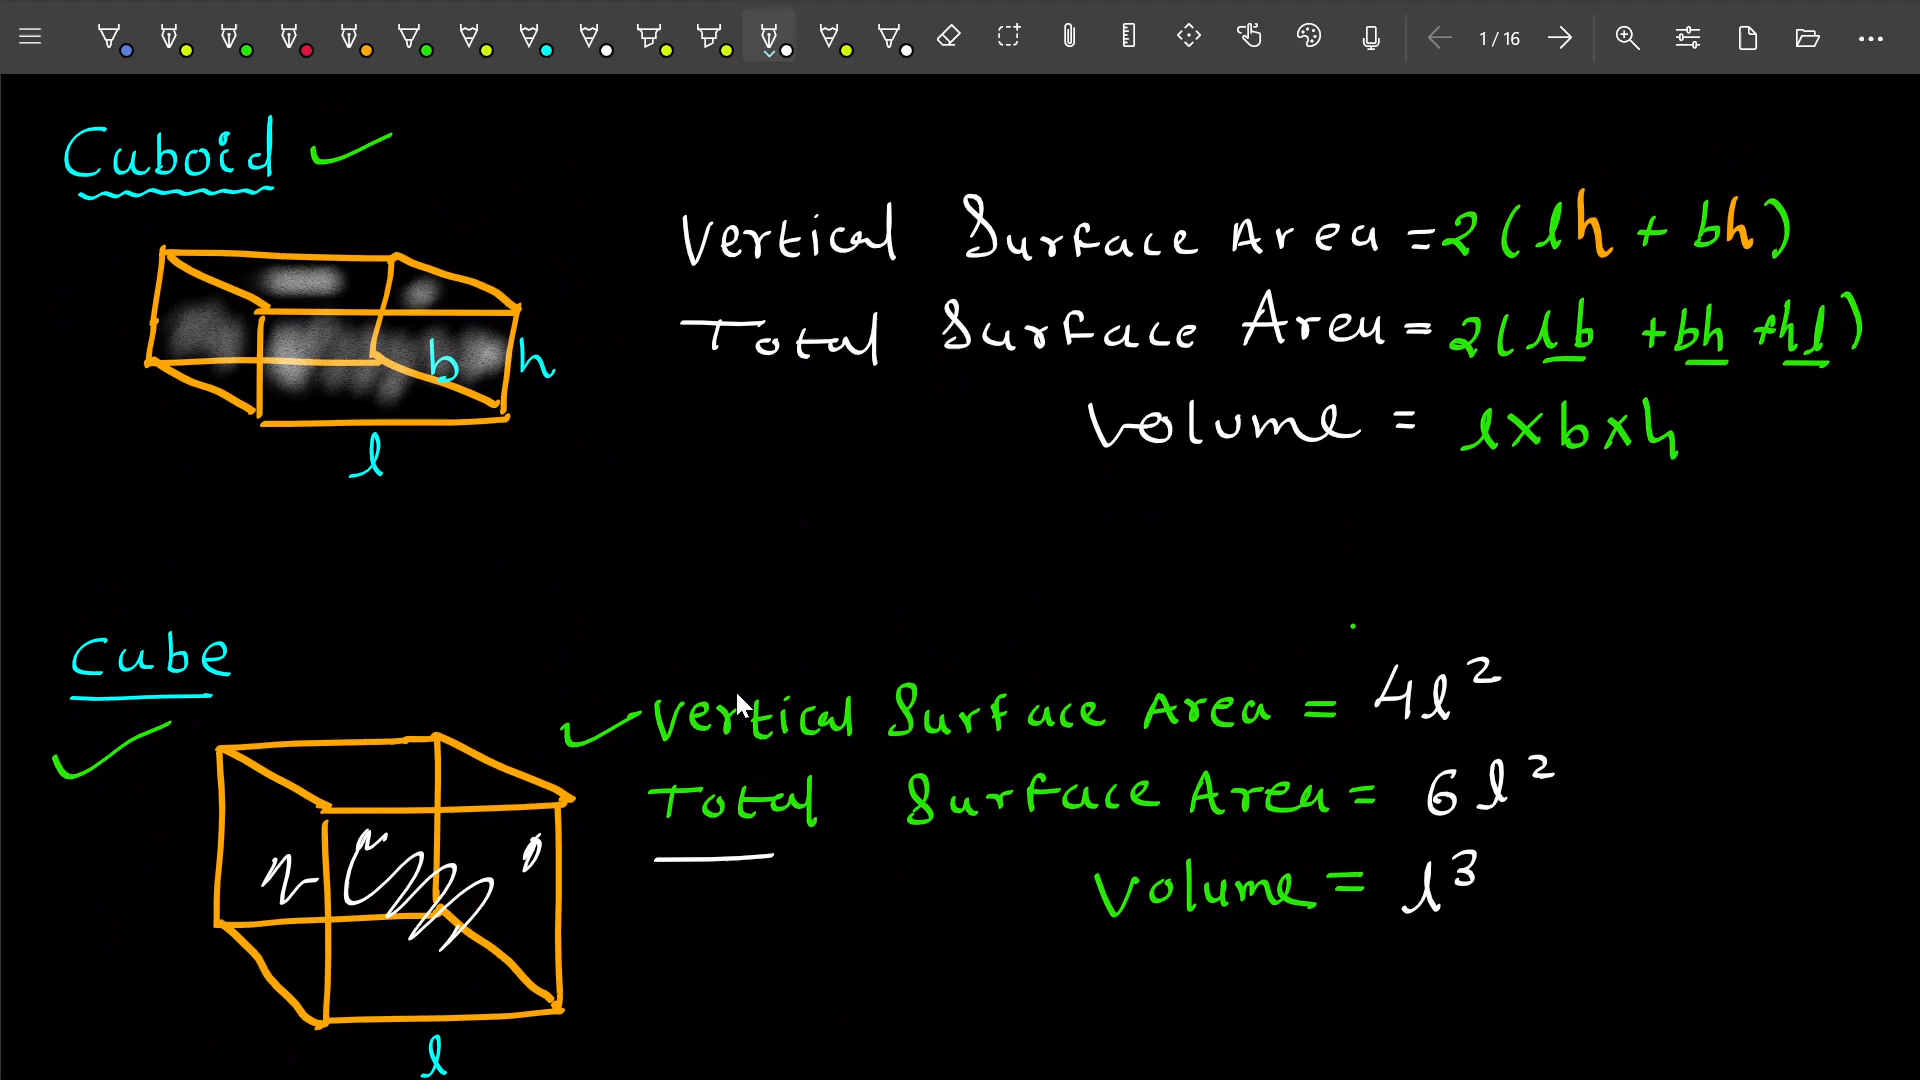 1 / 16
Cuboid
Vertical Surface Area = 2 ( lh + bh )
Total Surface Area = 2 ( lb + bh + hl )
b h
Volume = l × b × h
l
Cube
Vertical Surface Area = 4l²
Total Surface Area = 6l²
Volume = l³
l